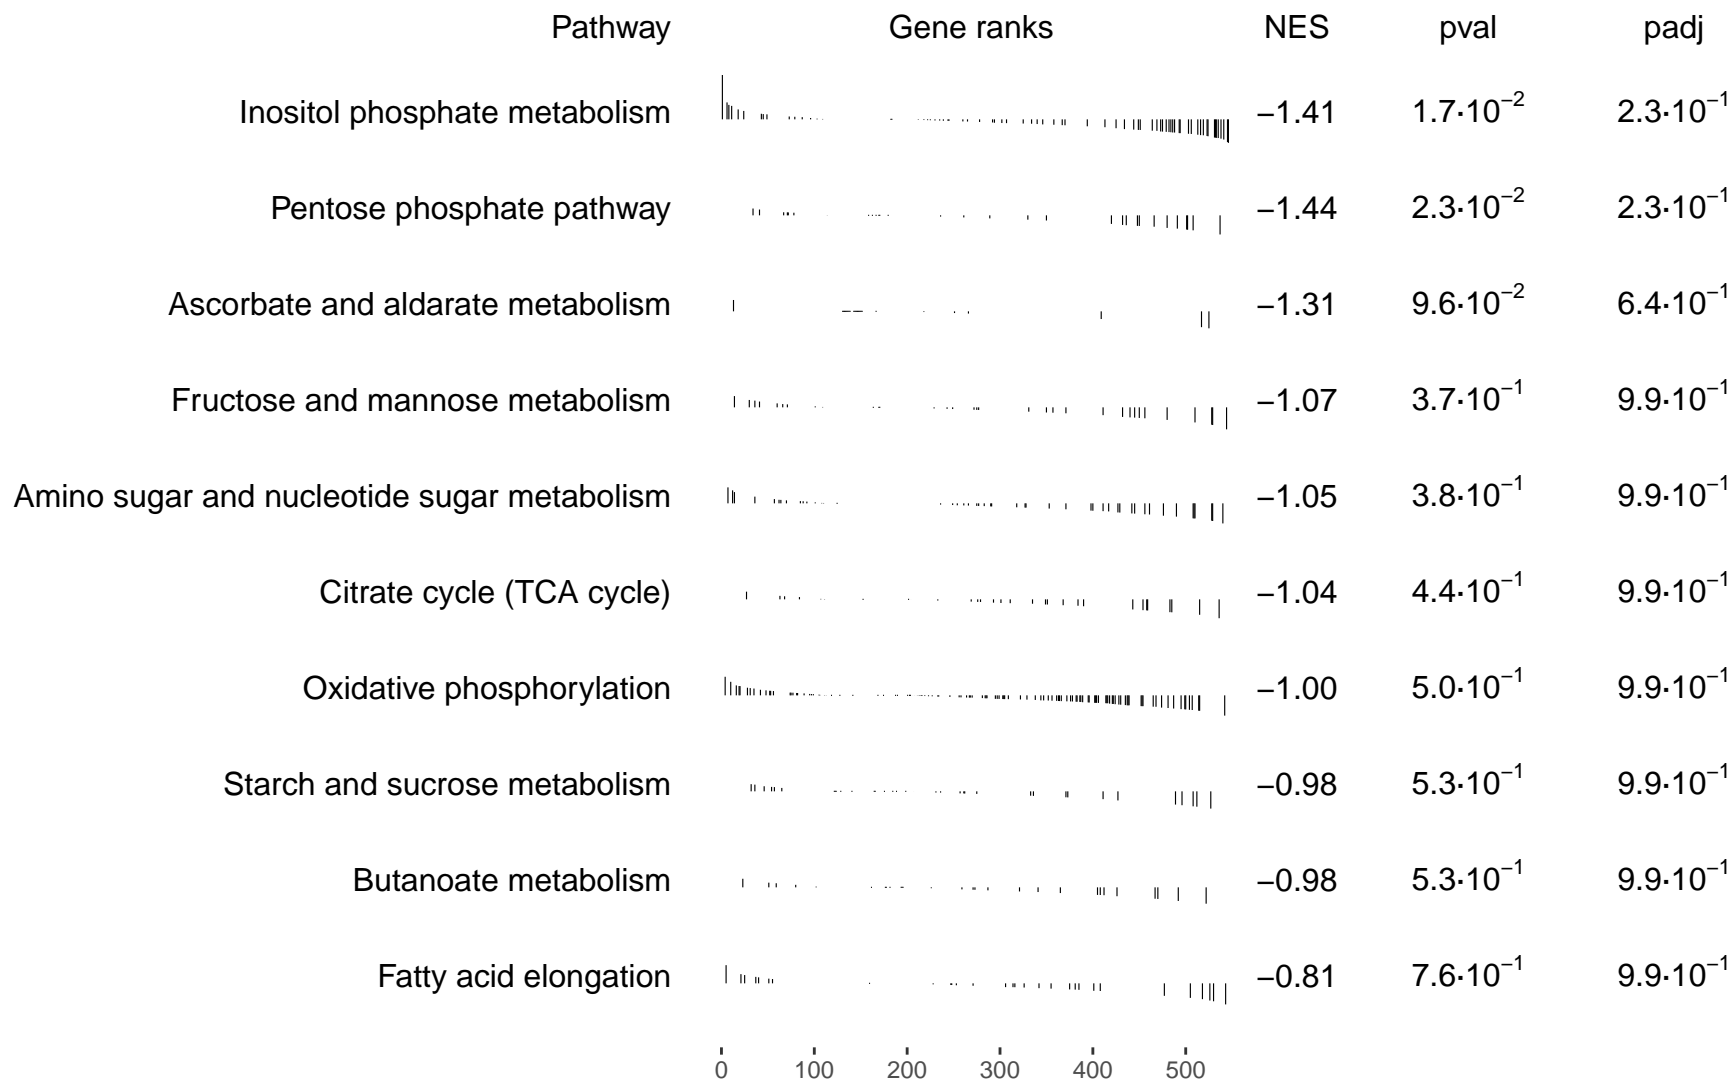 Pathway Gene ranks NES pval padj
Inositol phosphate metabolism −1.41 1.7·10⁻² 2.3·10⁻¹
Pentose phosphate pathway −1.44 2.3·10⁻² 2.3·10⁻¹
Ascorbate and aldarate metabolism −1.31 9.6·10⁻² 6.4·10⁻¹
Fructose and mannose metabolism −1.07 3.7·10⁻¹ 9.9·10⁻¹
Amino sugar and nucleotide sugar metabolism −1.05 3.8·10⁻¹ 9.9·10⁻¹
Citrate cycle (TCA cycle) −1.04 4.4·10⁻¹ 9.9·10⁻¹
Oxidative phosphorylation −1.00 5.0·10⁻¹ 9.9·10⁻¹
Starch and sucrose metabolism −0.98 5.3·10⁻¹ 9.9·10⁻¹
Butanoate metabolism −0.98 5.3·10⁻¹ 9.9·10⁻¹
Fatty acid elongation −0.81 7.6·10⁻¹ 9.9·10⁻¹
0 100 200 300 400 500